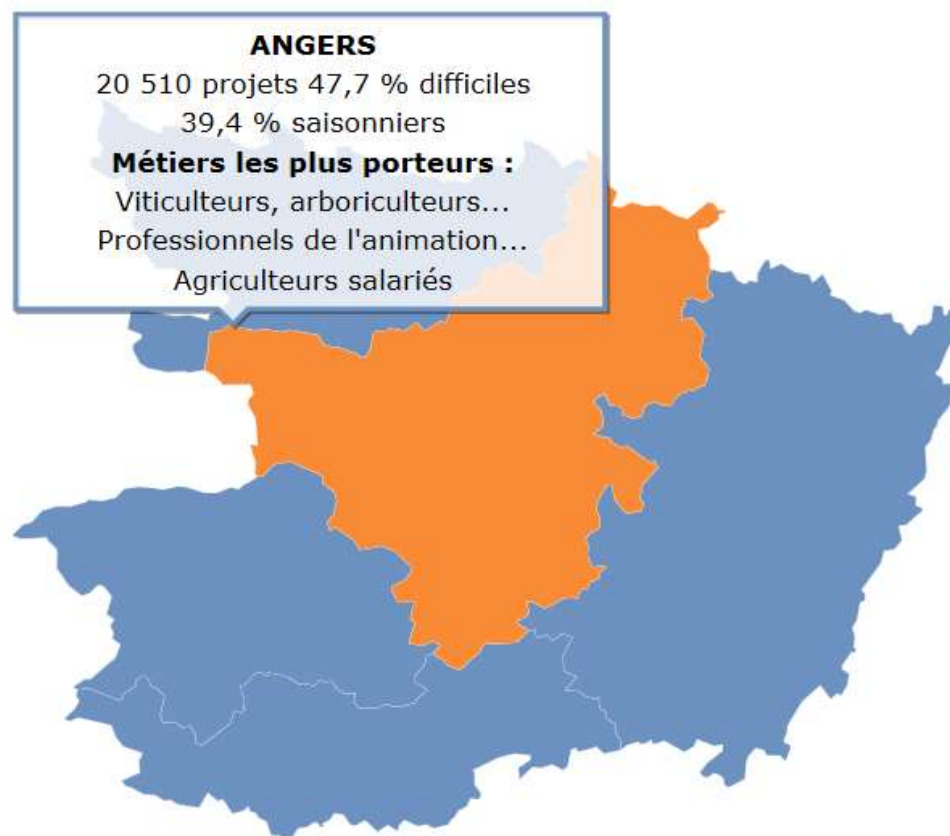 ANGERS
20 510 projets 47,7 % difficiles
39,4 % saisonniers
Métiers les plus porteurs :
Viticulteurs, arboriculteurs...
Professionnels de l'animation...
Agriculteurs salariés